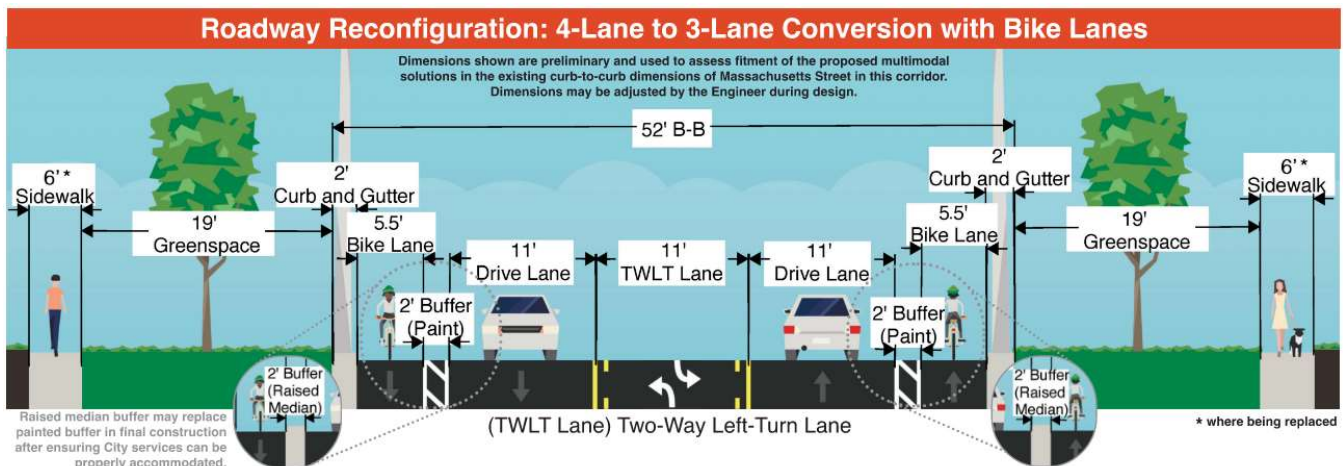 Roadway Reconfiguration: 4-Lane to 3-Lane Conversion with Bike Lanes
Dimensions shown are preliminary and used to assess fitment of the proposed multimodal
solutions in the existing curb-to-curb dimensions of Massachusetts Street in this corridor.
Dimensions may be adjusted by the Engineer during design.
52' B-B
6' *
Sidewalk
19'
Greenspace
2'
Curb and Gutter
5.5'
Bike Lane
2' Buffer
(Paint)
11'
Drive Lane
11'
TWLT Lane
11'
Drive Lane
2' Buffer
(Paint)
5.5'
Bike Lane
2'
Curb and Gutter
19'
Greenspace
6' *
Sidewalk
2' Buffer
(Raised
Median)
2' Buffer
(Raised
Median)
Raised median buffer may replace
painted buffer in final construction
after ensuring City services can be
properly accommodated.
(TWLT Lane) Two-Way Left-Turn Lane
* where being replaced